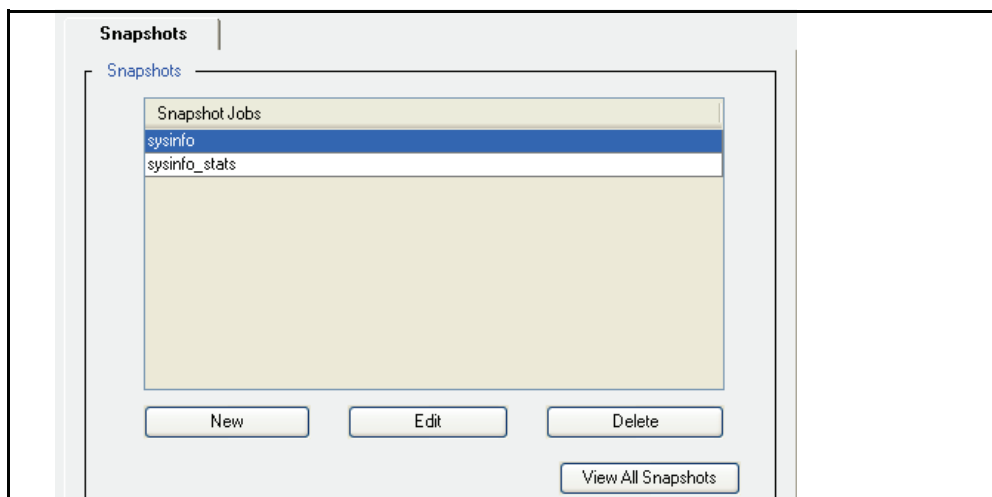 Snapshots
Snapshots
Snapshot Jobs
sysinfo
sysinfo_stats
New Edit Delete
View All Snapshots